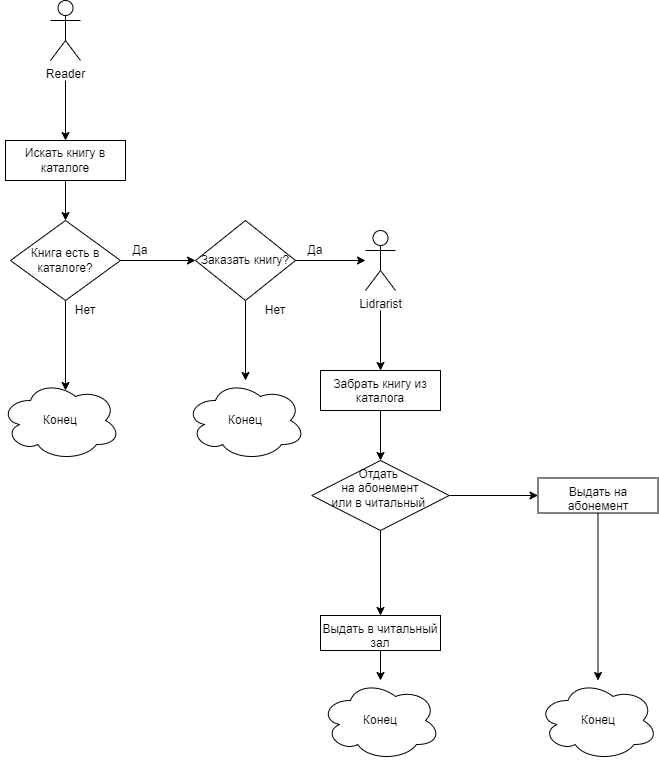 Reader
Искать книгу в
каталоге
Книга есть в
каталоге?
Да
Заказать книгу?
Да
Lidrarist
Нет
Нет
Конец
Конец
Забрать книгу из
каталога
Отдать
на абонемент
или в читальный
Выдать на
абонемент
Выдать в читальный
зал
Конец
Конец